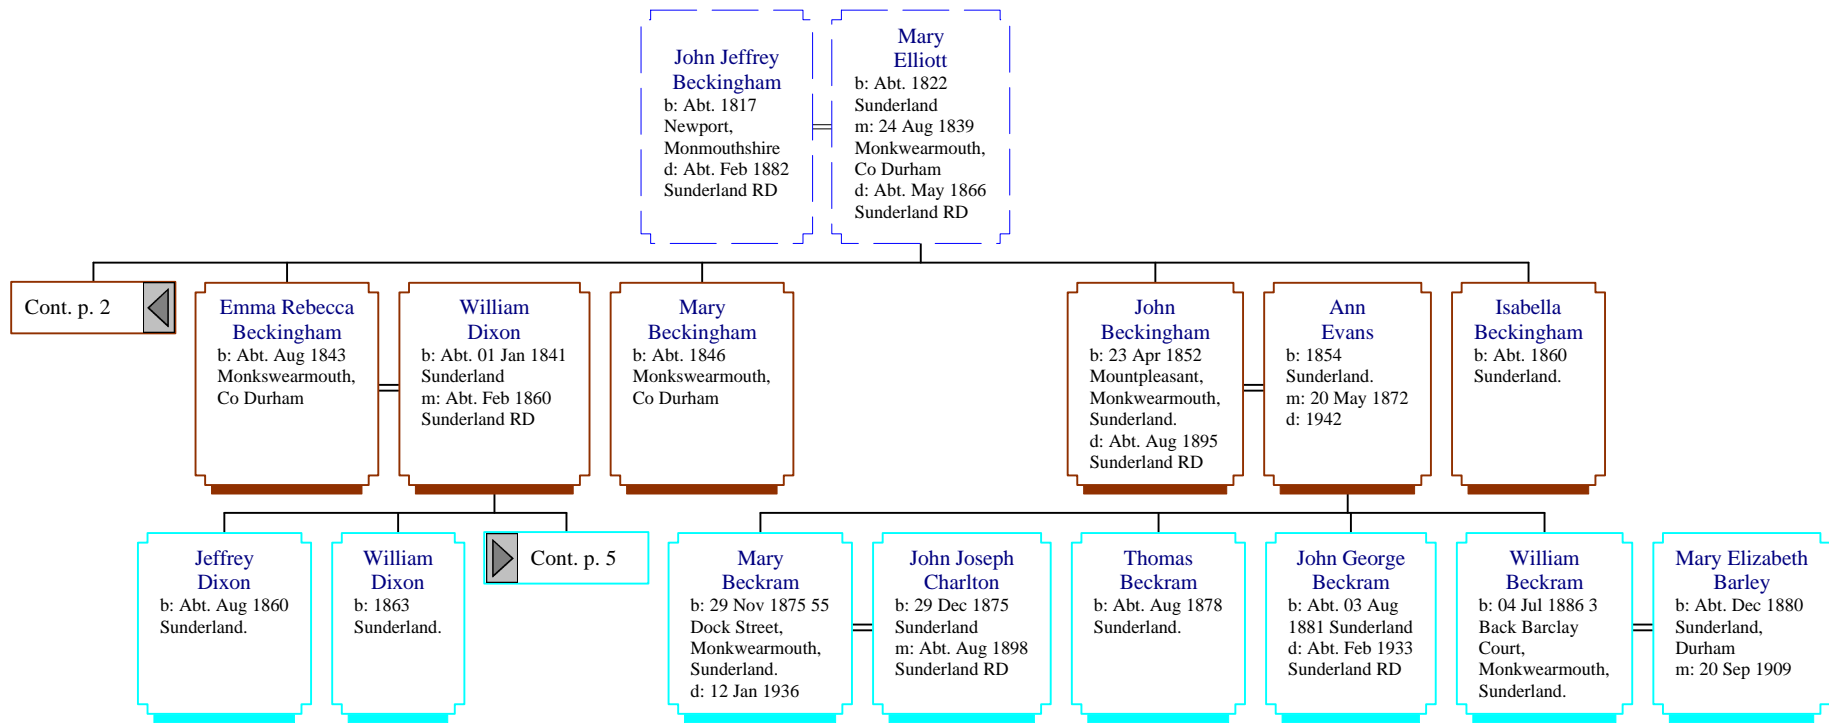 John Jeffrey
Beckingham
b: Abt. 1817
Newport,
Monmouthshire
d: Abt. Feb 1882
Sunderland RD
Mary
Elliott
b: Abt. 1822
Sunderland
m: 24 Aug 1839
Monkwearmouth,
Co Durham
d: Abt. May 1866
Sunderland RD
Cont. p. 2
Emma Rebecca
Beckingham
b: Abt. Aug 1843
Monkswearmouth,
Co Durham
William
Dixon
b: Abt. 01 Jan 1841
Sunderland
m: Abt. Feb 1860
Sunderland RD
Mary
Beckingham
b: Abt. 1846
Monkswearmouth,
Co Durham
John
Beckingham
b: 23 Apr 1852
Mountpleasant,
Monkwearmouth,
Sunderland.
d: Abt. Aug 1895
Sunderland RD
Ann
Evans
b: 1854
Sunderland.
m: 20 May 1872
d: 1942
Isabella
Beckingham
b: Abt. 1860
Sunderland.
Jeffrey
Dixon
b: Abt. Aug 1860
Sunderland.
William
Dixon
b: 1863
Sunderland.
Cont. p. 5
Mary
Beckram
b: 29 Nov 1875 55
Dock Street,
Monkwearmouth,
Sunderland.
d: 12 Jan 1936
John Joseph
Charlton
b: 29 Dec 1875
Sunderland
m: Abt. Aug 1898
Sunderland RD
Thomas
Beckram
b: Abt. Aug 1878
Sunderland.
John George
Beckram
b: Abt. 03 Aug
1881 Sunderland
d: Abt. Feb 1933
Sunderland RD
William
Beckram
b: 04 Jul 1886 3
Back Barclay
Court,
Monkwearmouth,
Sunderland.
Mary Elizabeth
Barley
b: Abt. Dec 1880
Sunderland,
Durham
m: 20 Sep 1909